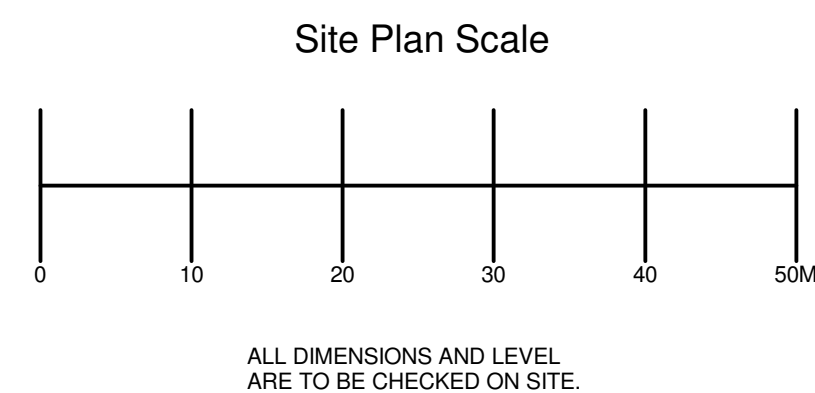 Site Plan Scale
0 10 20 30 40 50M
ALL DIMENSIONS AND LEVEL
ARE TO BE CHECKED ON SITE.